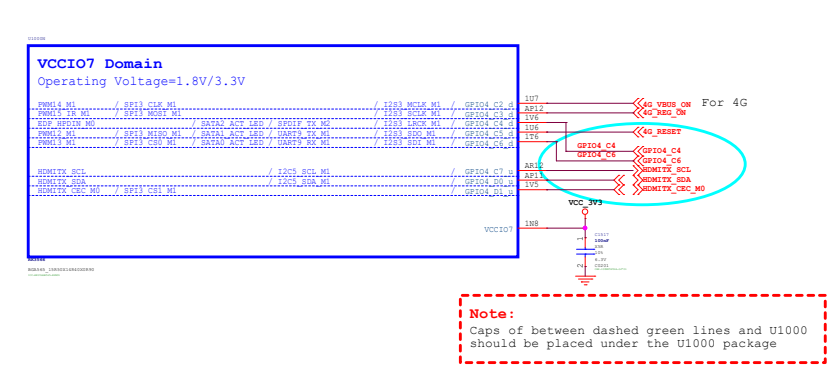 VCCIO7 Domain
Operating Voltage=1.8V/3.3V
PWM14_M1 / SPI3_CLK_M1 / I2S3_MCLK_M1 / GPIO4_C2_d 1U7 4G_VBUS_ON For 4G
PWM15_IR_M1 / SPI3_MOSI_M1 / I2S3_SCLK_M1 / GPIO4_C3_d AP12 4G_REG_ON
EDP_HPDIN_M0 / SATA2_ACT_LED / SPDIF_TX_M2 / I2S3_LRCK_M1 / GPIO4_C4_d 1V6
PWM12_M1 / SPI3_MISO_M1 / SATA1_ACT_LED / UART9_TX_M1 / I2S3_SDO_M1 / GPIO4_C5_d 1U6 4G_RESET
PWM13_M1 / SPI3_CS0_M1 / SATA0_ACT_LED / UART9_RX_M1 / I2S3_SDI_M1 / GPIO4_C6_d 1T6
GPIO4_C4 GPIO4_C4
GPIO4_C6 GPIO4_C6
HDMITX_SCL / I2C5_SCL_M1 / GPIO4_C7_u AR12 HDMITX_SCL
HDMITX_SDA / I2C5_SDA_M1 / GPIO4_D0_u AP11 HDMITX_SDA
HDMITX_CEC_M0 / SPI3_CS1_M1 / GPIO4_D1_u 1V5 HDMITX_CEC_M0
VCC_3V3
VCCIO7 1N8
1
2
100nF
Note:
Caps of between dashed green lines and U1000
should be placed under the U1000 package